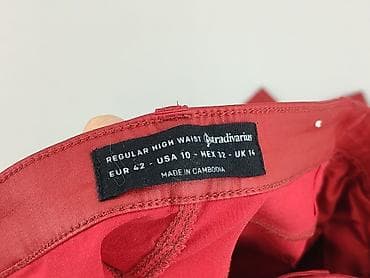 REGULAR HIGH WAIST Stradivarius
EUR 42 - USA 10 - MEX 32 - UK 14
MADE IN CAMBODIA